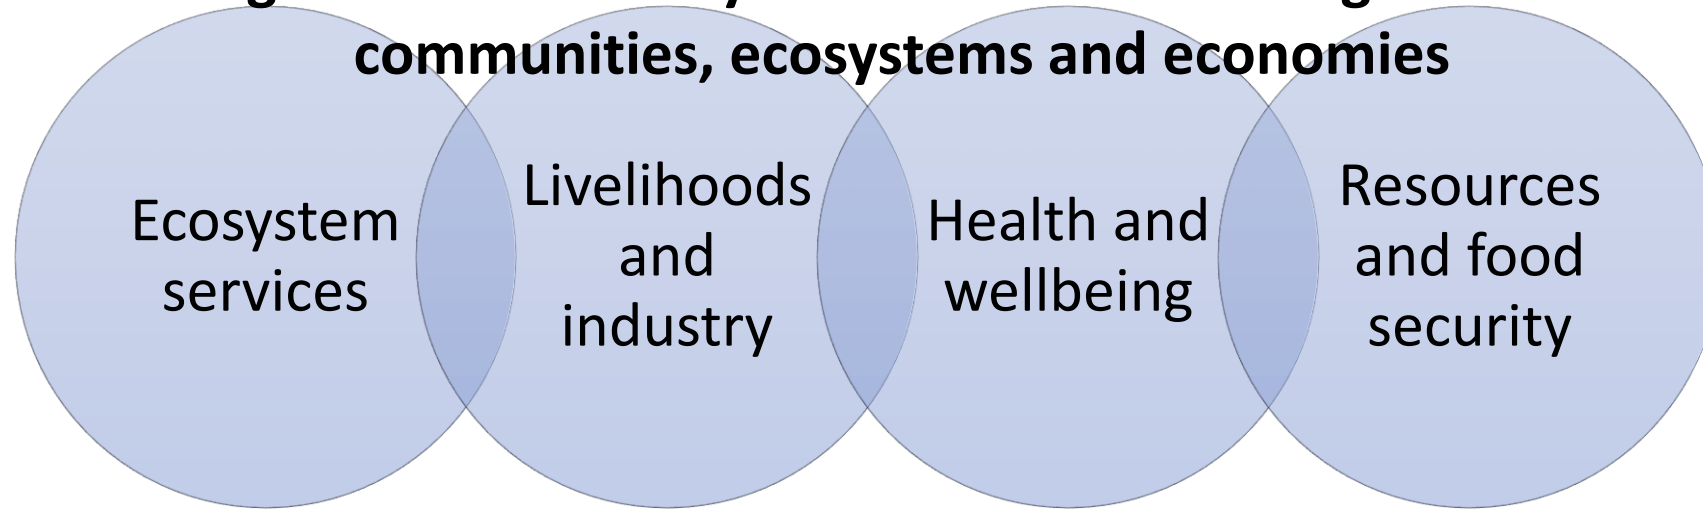 communities, ecosystems and economies
Ecosystem
services
Livelihoods
and
industry
Health and
wellbeing
Resources
and food
security